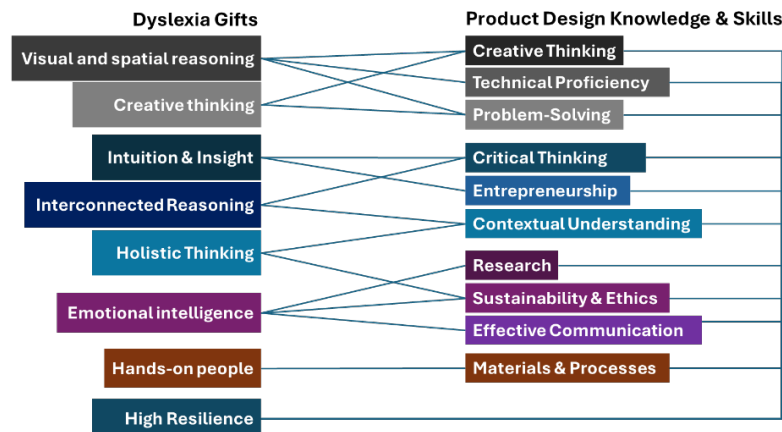 Dyslexia Gifts
Visual and spatial reasoning
Creative thinking
Intuition & Insight
Interconnected Reasoning
Holistic Thinking
Emotional intelligence
Hands-on people
High Resilience
Product Design Knowledge & Skills
Creative Thinking
Technical Proficiency
Problem-Solving
Critical Thinking
Entrepreneurship
Contextual Understanding
Research
Sustainability & Ethics
Effective Communication
Materials & Processes